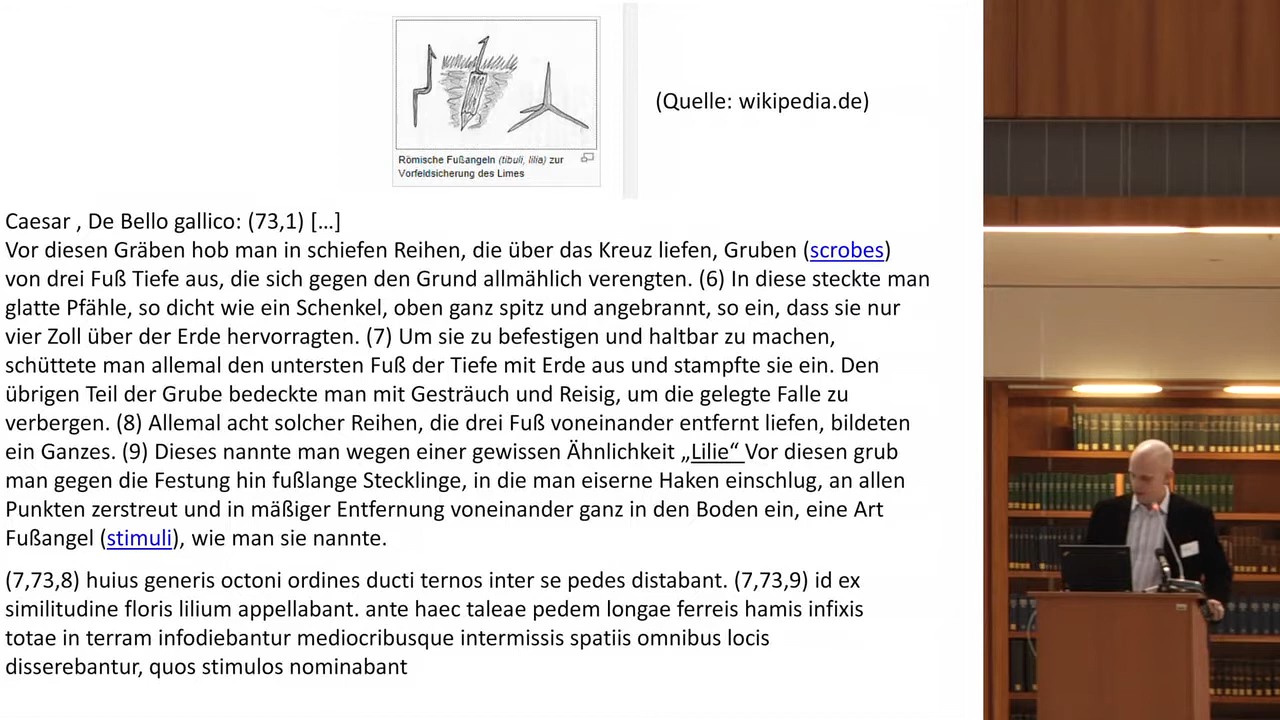 Römische Fußangeln (tibuli, lilia) zur
Vorfeldsicherung des Limes
(Quelle: wikipedia.de)
Caesar , De Bello gallico: (73,1) […]
Vor diesen Gräben hob man in schiefen Reihen, die über das Kreuz liefen, Gruben (scrobes)
von drei Fuß Tiefe aus, die sich gegen den Grund allmählich verengten. (6) In diese steckte man
glatte Pfähle, so dicht wie ein Schenkel, oben ganz spitz und angebrannt, so ein, dass sie nur
vier Zoll über der Erde hervorragten. (7) Um sie zu befestigen und haltbar zu machen,
schüttete man allemal den untersten Fuß der Tiefe mit Erde aus und stampfte sie ein. Den
übrigen Teil der Grube bedeckte man mit Gesträuch und Reisig, um die gelegte Falle zu
verbergen. (8) Allemal acht solcher Reihen, die drei Fuß voneinander entfernt liefen, bildeten
ein Ganzes. (9) Dieses nannte man wegen einer gewissen Ähnlichkeit „Lilie“ Vor diesen grub
man gegen die Festung hin fußlange Stecklinge, in die man eiserne Haken einschlug, an allen
Punkten zerstreut und in mäßiger Entfernung voneinander ganz in den Boden ein, eine Art
Fußangel (stimuli), wie man sie nannte.
(7,73,8) huius generis octoni ordines ducti ternos inter se pedes distabant. (7,73,9) id ex
similitudine floris lilium appellabant. ante haec taleae pedem longae ferreis hamis infixis
totae in terram infodiebantur mediocribusque intermissis spatiis omnibus locis
disserebantur, quos stimulos nominabant